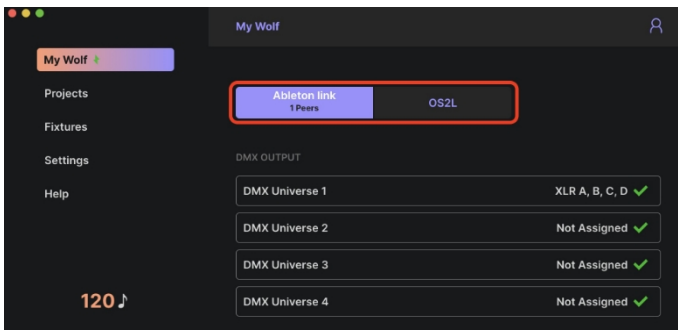 My Wolf
My Wolf
Projects
Fixtures
Settings
Help
120
Ableton link
1 Peers
OS2L
DMX OUTPUT
DMX Universe 1 XLR A, B, C, D
DMX Universe 2 Not Assigned
DMX Universe 3 Not Assigned
DMX Universe 4 Not Assigned